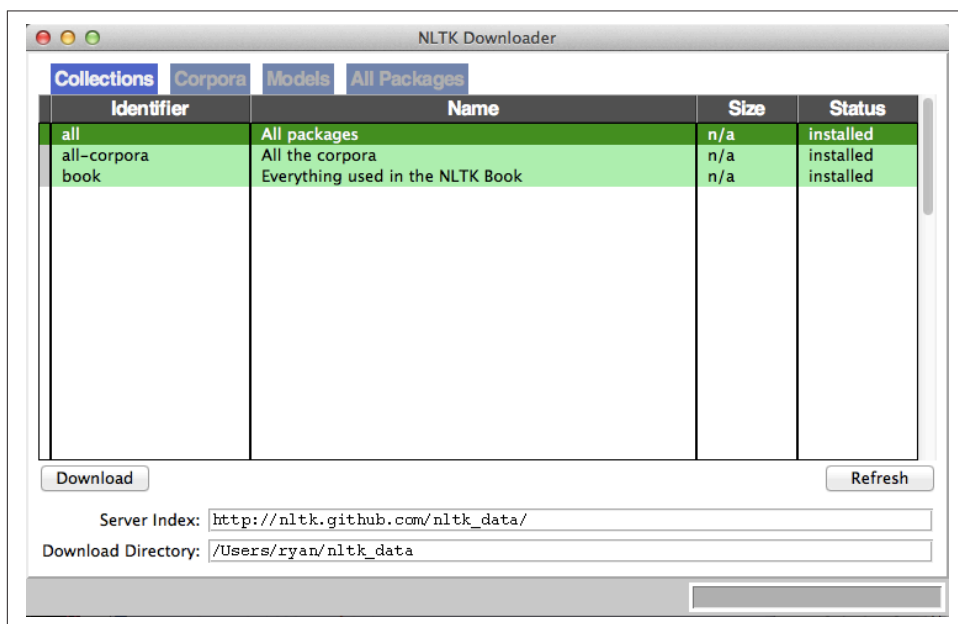 NLTK Downloader
Collections Corpora Models All Packages
Identifier Name Size Status
all All packages n/a installed
all-corpora All the corpora n/a installed
book Everything used in the NLTK Book n/a installed
Download Refresh
Server Index: http://nltk.github.com/nltk_data/
Download Directory: /Users/ryan/nltk_data